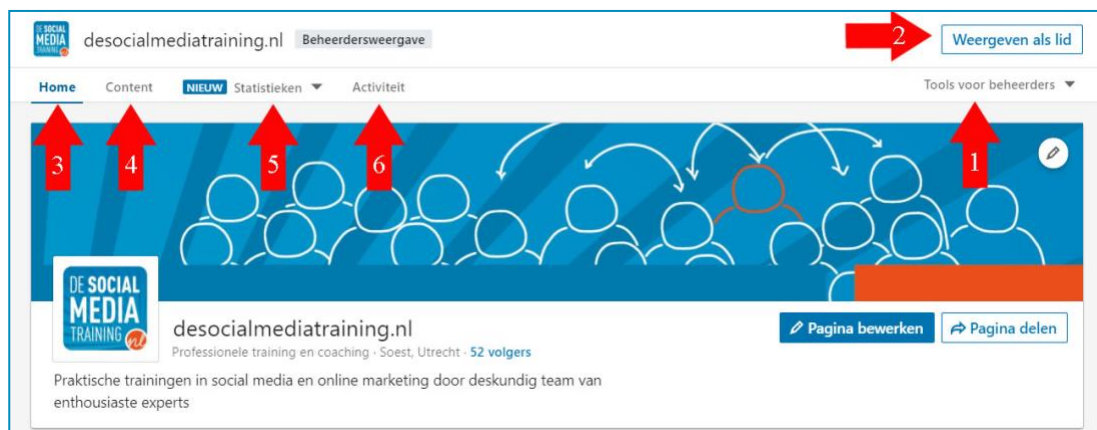 DE SOCIAL
MEDIA
TRAINING nl
desocialmediatraining.nl Beheerdersweergave
2
Weergeven als lid
Home Content NIEUW Statistieken Activiteit Tools voor beheerders
3 4 5 6 1
DE SOCIAL
MEDIA
TRAINING nl
desocialmediatraining.nl
Professionele training en coaching · Soest, Utrecht · 52 volgers
Pagina bewerken Pagina delen
Praktische trainingen in social media en online marketing door deskundig team van
enthousiaste experts